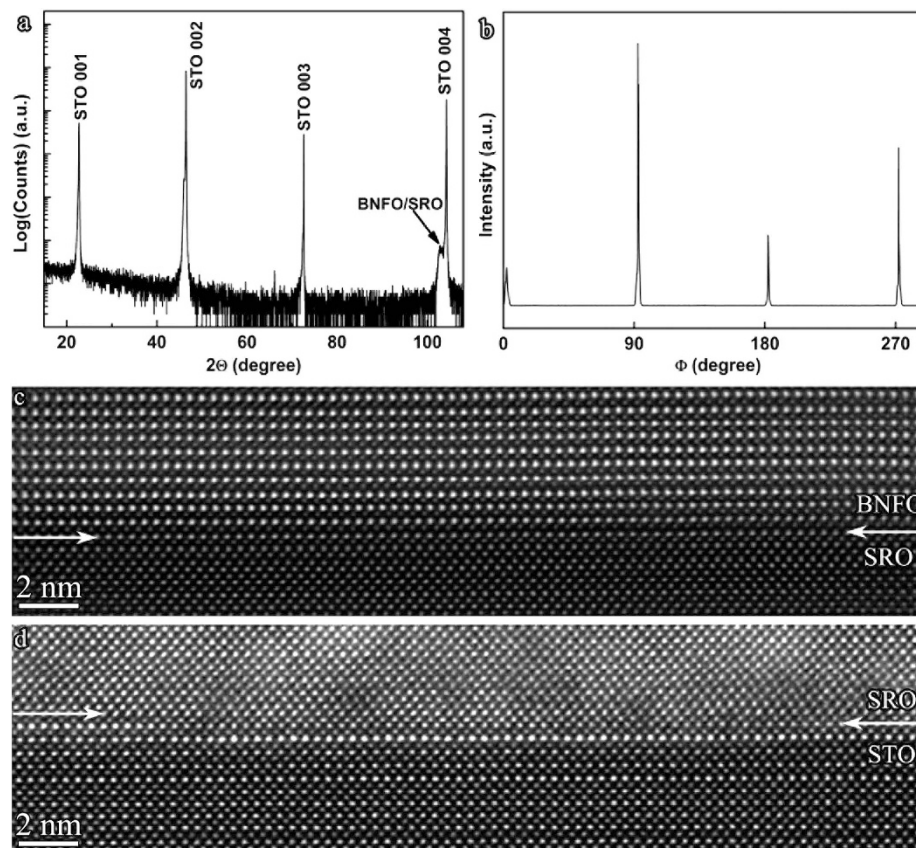 a
STO 001
STO 002
STO 003
STO 004
BNFO/SRO
Log(Counts) (a.u.)
20 40 60 80 100
2Θ (degree)
b
Intensity (a.u.)
0 90 180 270
Φ (degree)
c
BNFO
SRO
2 nm
d
SRO
STO
2 nm